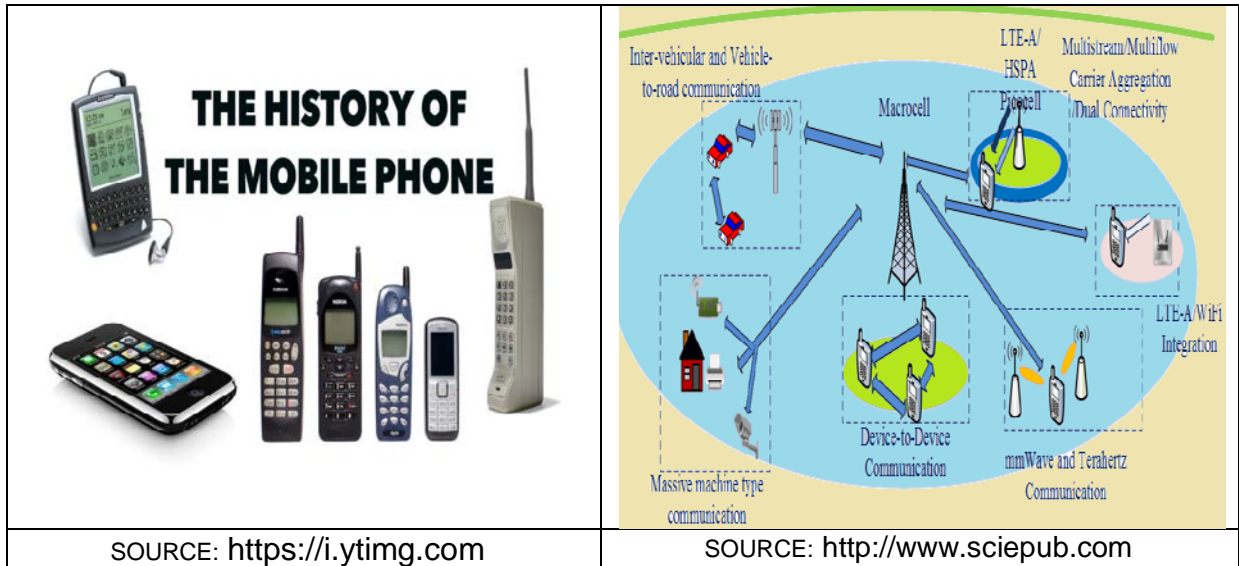 THE HISTORY OF
THE MOBILE PHONE
SOURCE: https://i.ytimg.com
Inter-vehicular and Vehicle-
to-road communication
Macrocell
LTE-A/
HSPA
Picocell
Multistream/Multiflow
Carrier Aggregation
/Dual Connectivity
LTE-A/WiFi
Integration
Device-to-Device
Communication
mmWave and Terahertz
Communication
Massive machine type
communication
SOURCE: http://www.sciepub.com